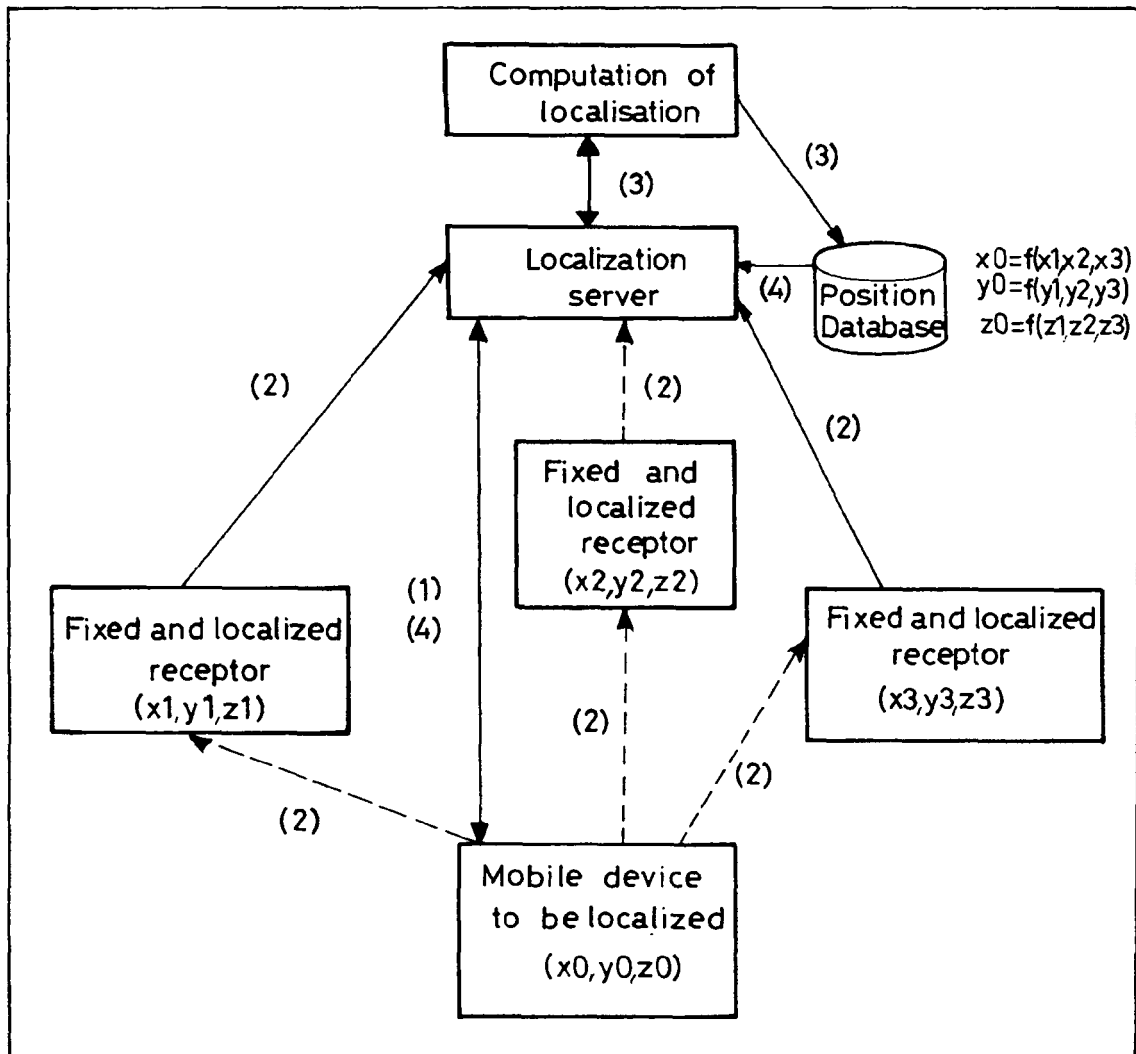 Computation of
localisation
(3)
(3)
Localization
server
(4)
Position
Database
x0=f(x1,x2,x3)
y0=f(y1,y2,y3)
z0=f(z1,z2,z3)
(2)
(2)
(2)
Fixed and
localized
receptor
(x2,y2,z2)
(1)
(4)
Fixed and localized
receptor
(x1,y1,z1)
Fixed and localized
receptor
(x3,y3,z3)
(2)
(2)
(2)
Mobile device
to be localized
(x0,y0,z0)